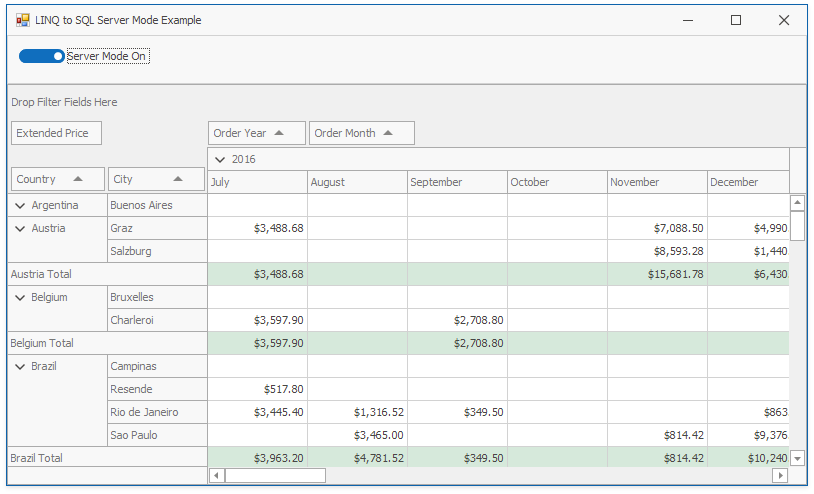 LINQ to SQL Server Mode Example
Server Mode On
Drop Filter Fields Here
Extended Price Order Year Order Month
2016
Country City July August September October November December
Argentina Buenos Aires
Austria Graz $3,488.68 $7,088.50 $4,990
Salzburg $8,593.28 $1,440
Austria Total $3,488.68 $15,681.78 $6,430
Belgium Bruxelles
Charleroi $3,597.90 $2,708.80
Belgium Total $3,597.90 $2,708.80
Brazil Campinas
Resende $517.80
Rio de Janeiro $3,445.40 $1,316.52 $349.50 $863
Sao Paulo $3,465.00 $814.42 $9,376
Brazil Total $3,963.20 $4,781.52 $349.50 $814.42 $10,240